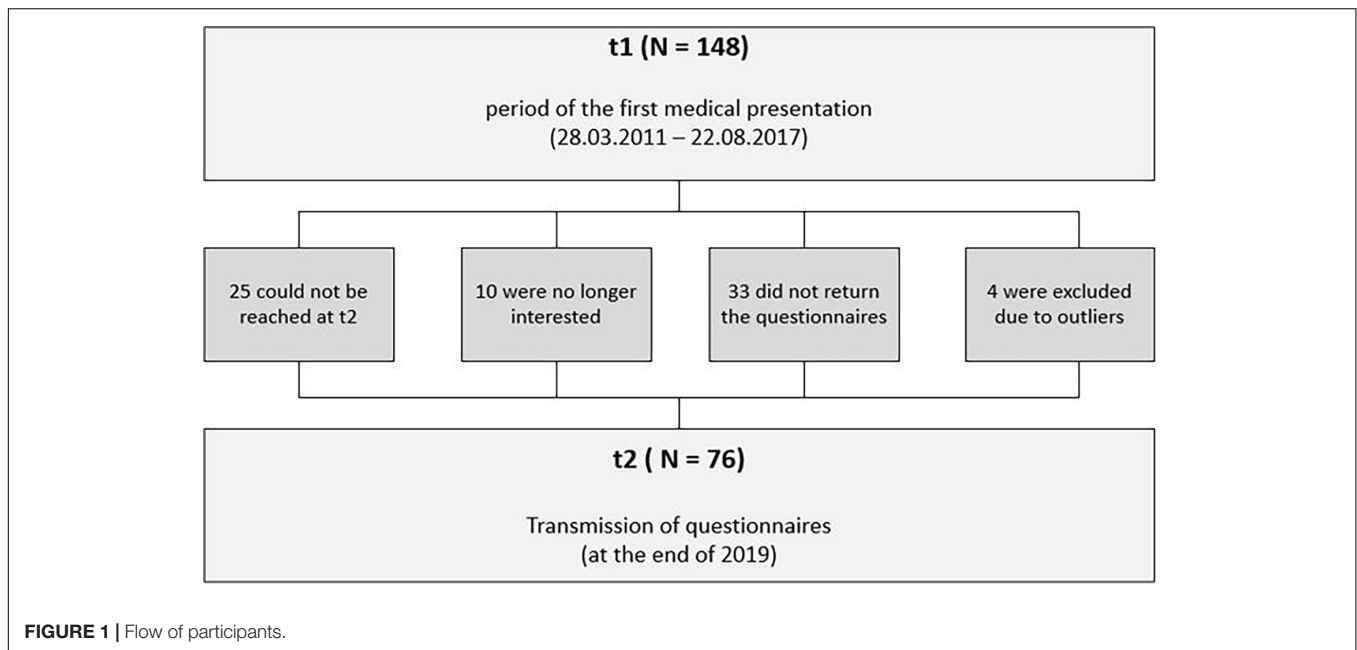 t1 (N = 148)
period of the first medical presentation
(28.03.2011 – 22.08.2017)
25 could not be
reached at t2
10 were no longer
interested
33 did not return
the questionnaires
4 were excluded
due to outliers
t2 ( N = 76)
Transmission of questionnaires
(at the end of 2019)
FIGURE 1 | Flow of participants.